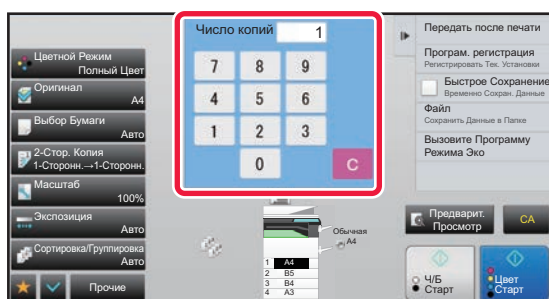 Число копий 1
7 8 9
4 5 6
1 2 3
0 C
Цветной Режим
Полный Цвет
Оригинал
A4
Выбор Бумаги
Авто
2-Стор. Копия
1-Сторонн.→1-Сторонн.
Масштаб
100%
Экспозиция
Авто
Сортировка/Группировка
Авто
Прочие
Обычная
A4
1 A4
2 B5
3 B4
4 A3
Передать после печати
Програм. регистрация
Регистрировать Тек. Установки
Быстрое Сохранение
Временно Сохран. Данные
Файл
Сохранить Данные в Папке
Вызовите Программу
Режима Эко
Предварит.
Просмотр
CA
Ч/Б
Старт
Цвет
Старт